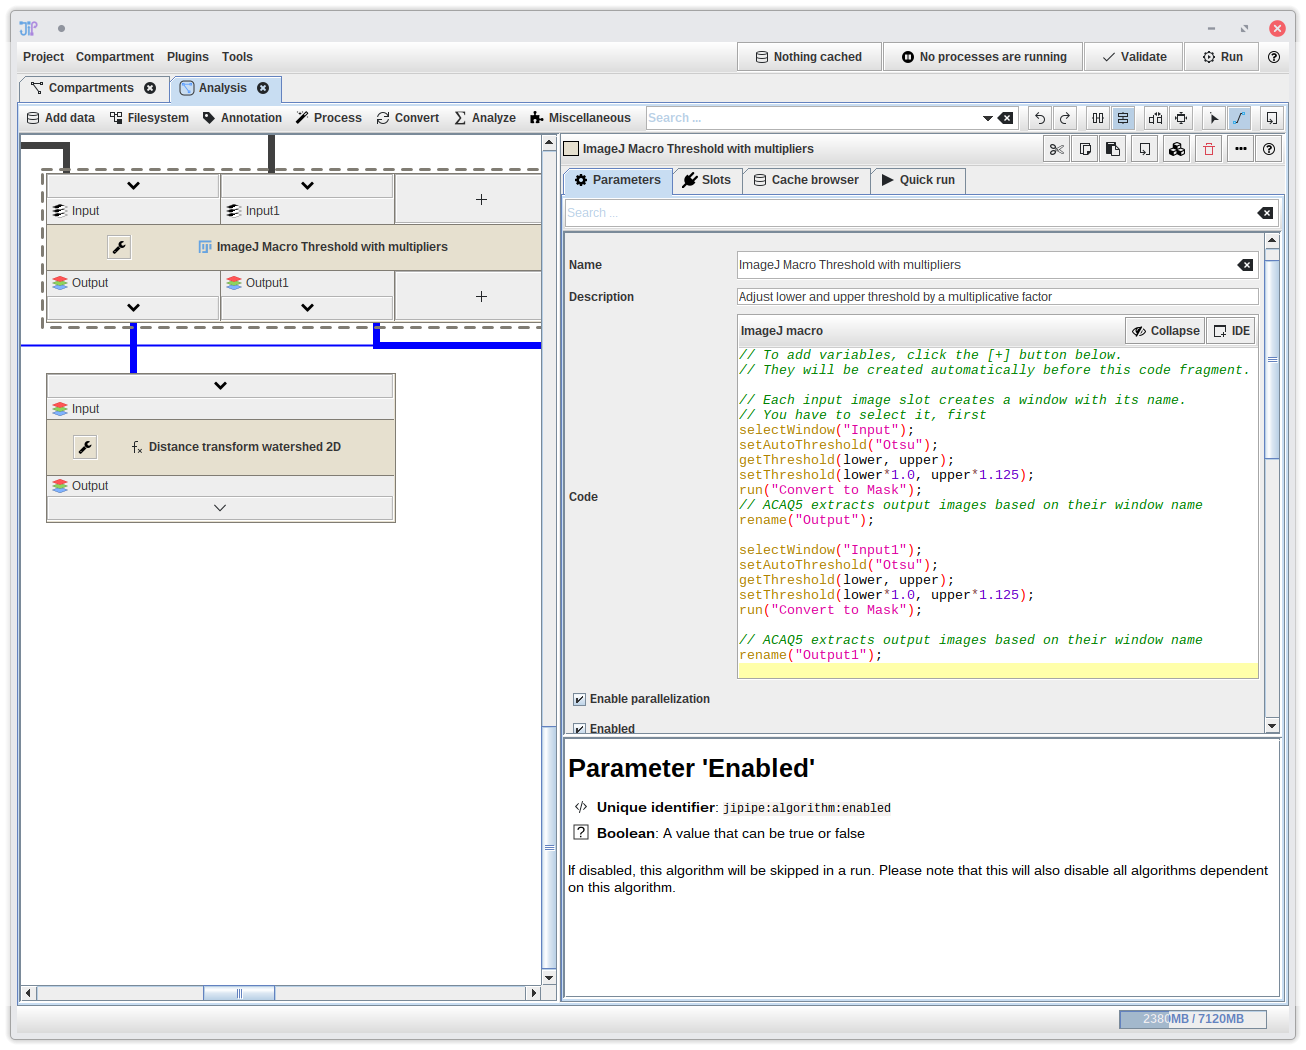 JIP
Project Compartment Plugins Tools
Nothing cached No processes are running Validate Run
Compartments Analysis
Add data Filesystem Annotation Process Convert Analyze Miscellaneous Search ...
ImageJ Macro Threshold with multipliers
Parameters Slots Cache browser Quick run
Search ...
Input Input1
ImageJ Macro Threshold with multipliers
Output Output1
Input
Distance transform watershed 2D
Output
Name ImageJ Macro Threshold with multipliers
Description Adjust lower and upper threshold by a multiplicative factor
ImageJ macro Collapse IDE
Code
// To add variables, click the [+] button below.
// They will be created automatically before this code fragment.
// Each input image slot creates a window with its name.
// You have to select it, first
selectWindow("Input");
setAutoThreshold("Otsu");
getThreshold(lower, upper);
setThreshold(lower*1.0, upper*1.125);
run("Convert to Mask");
// ACAQ5 extracts output images based on their window name
rename("Output");
selectWindow("Input1");
setAutoThreshold("Otsu");
getThreshold(lower, upper);
setThreshold(lower*1.0, upper*1.125);
run("Convert to Mask");
// ACAQ5 extracts output images based on their window name
rename("Output1");
Enable parallelization
Enabled
Parameter 'Enabled'
Unique identifier: jipipe:algorithm:enabled
Boolean: A value that can be true or false
If disabled, this algorithm will be skipped in a run. Please note that this will also disable all algorithms dependent
on this algorithm.
2380MB / 7120MB